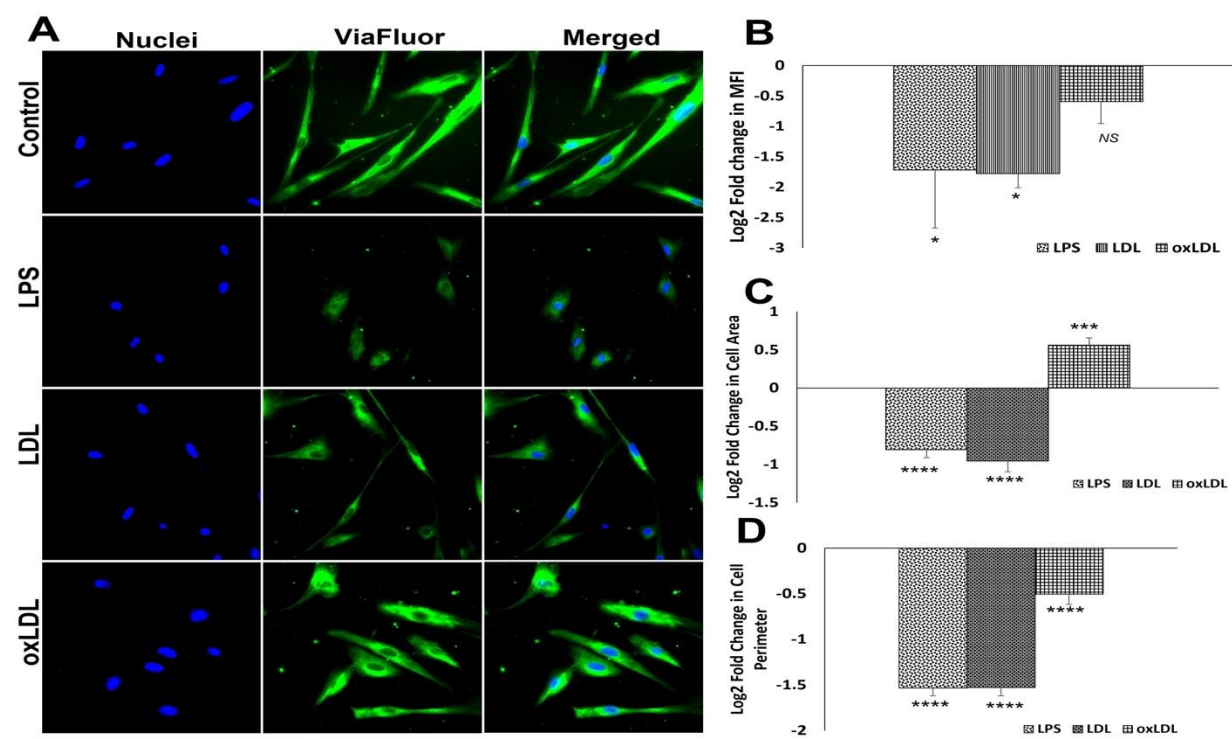 A
Nuclei ViaFluor Merged
Control
LPS
LDL
oxLDL
B
Log2 Fold change in MFI
0
-0.5
-1
-1.5
-2
-2.5
-3
*
*
NS
LPS LDL oxLDL
C
Log2 Fold Change in Cell Area
1
0.5
0
-0.5
-1
-1.5
****
****
***
LPS LDL oxLDL
D
Log2 Fold Change in Cell
Perimeter
0
-0.5
-1
-1.5
-2
****
****
****
LPS LDL oxLDL